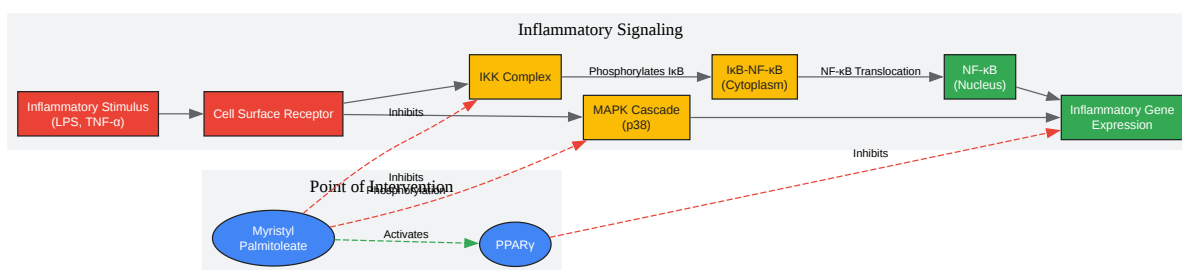 Inflammatory Signaling
Inflammatory Stimulus
(LPS, TNF-α)
Cell Surface Receptor
IKK Complex
Phosphorylates IκB
IκB-NF-κB
(Cytoplasm)
NF-κB Translocation
NF-κB
(Nucleus)
Inhibits
MAPK Cascade
(p38)
Inflammatory Gene
Expression
Inhibits
Inhibits
Phosphorylation
Point of Intervention
Myristyl
Palmitoleate
Activates
PPARγ